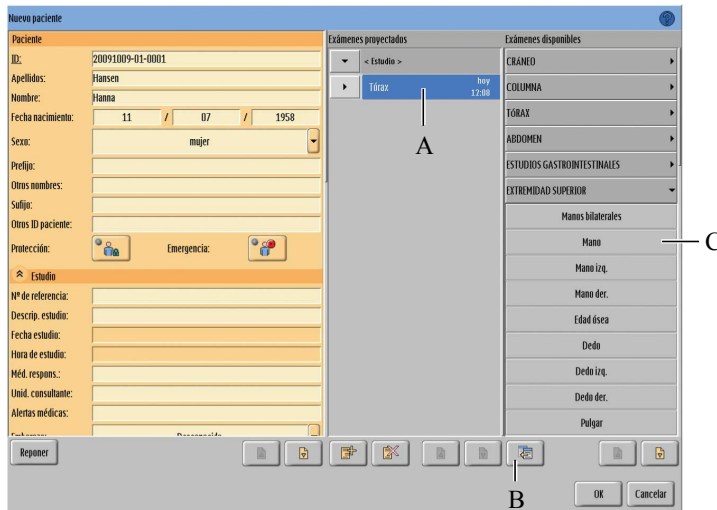 Nuevo paciente
Paciente
ID: 20091009-01-0001
Apellidos: Hansen
Nombre: Hanna
Fecha nacimiento: 11 / 07 / 1958
Sexo: mujer
Prefijo:
Otros nombres:
Sufijo:
Otros ID paciente:
Protección: Emergencia:
Estudio
Nº de referencia:
Descrip. estudio:
Fecha estudio:
Hora de estudio:
Méd. respons.:
Unid. consultante:
Alertas médicas:
Reponer
Exámenes proyectados
< Estudio >
Tórax hoy 12:08
A
Exámenes disponibles
CRÁNEO
COLUMNA
TÓRAX
ABDOMEN
ESTUDIOS GASTROINTESTINALES
EXTREMIDAD SUPERIOR
Manos bilaterales
Mano
C
Mano izq.
Mano der.
Edad ósea
Dedo
Dedo izq.
Dedo der.
Pulgar
B
OK Cancelar